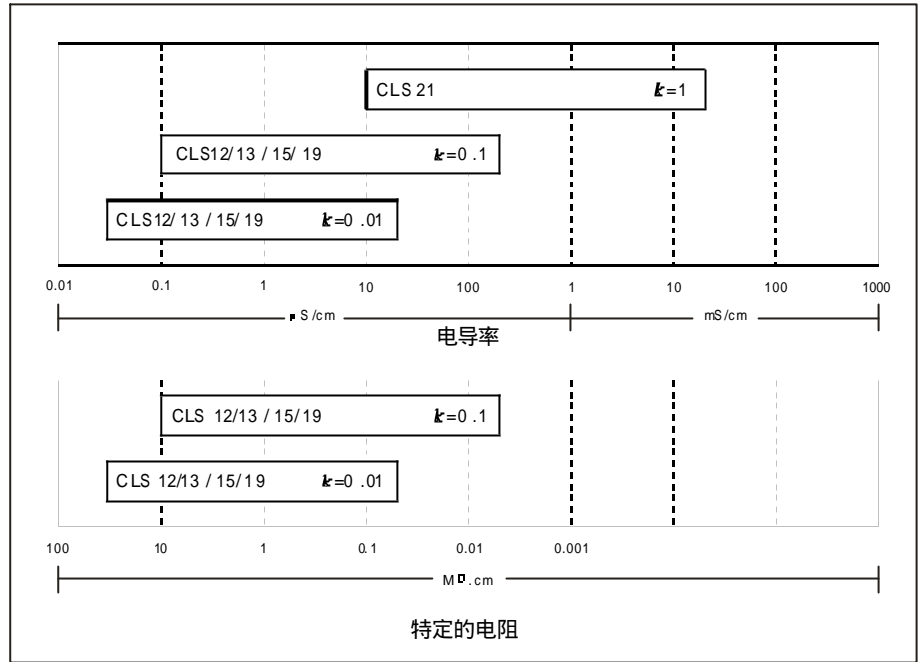 CLS 21 k=1
CLS12/13/15/19 k=0.1
CLS12/13/15/19 k=0.01
0.01 0.1 1 10 100 1 10 100 1000
µS/cm mS/cm
电导率
CLS 12/13/15/19 k=0.1
CLS 12/13/15/19 k=0.01
100 10 1 0.1 0.01 0.001
MΩ.cm
特定的电阻